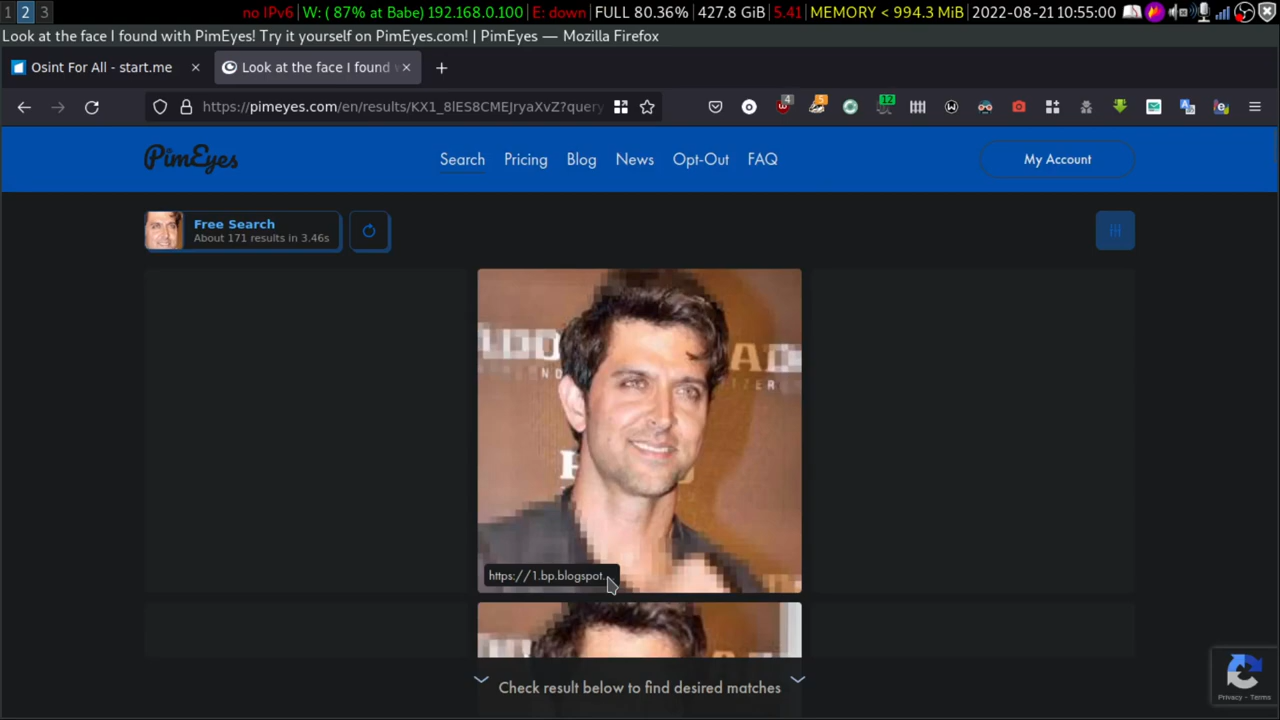 1 2 3 no IPv6 | W: ( 87% at Babe) 192.168.0.100 | E: down | FULL 80.36% | 427.8 GiB | 5.41 | MEMORY < 994.3 MiB | 2022-08-21 10:55:00
Look at the face I found with PimEyes! Try it yourself on PimEyes.com! | PimEyes — Mozilla Firefox
Osint For All - start.me × Look at the face I found × +
https://pimeyes.com/en/results/KX1_8lES8CMEJryaXvZ?query 4 5 12
PimEyes Search Pricing Blog News Opt-Out FAQ My Account
Free Search
About 171 results in 3.46s
https://1.bp.blogspot.
Check result below to find desired matches
Privacy - Terms